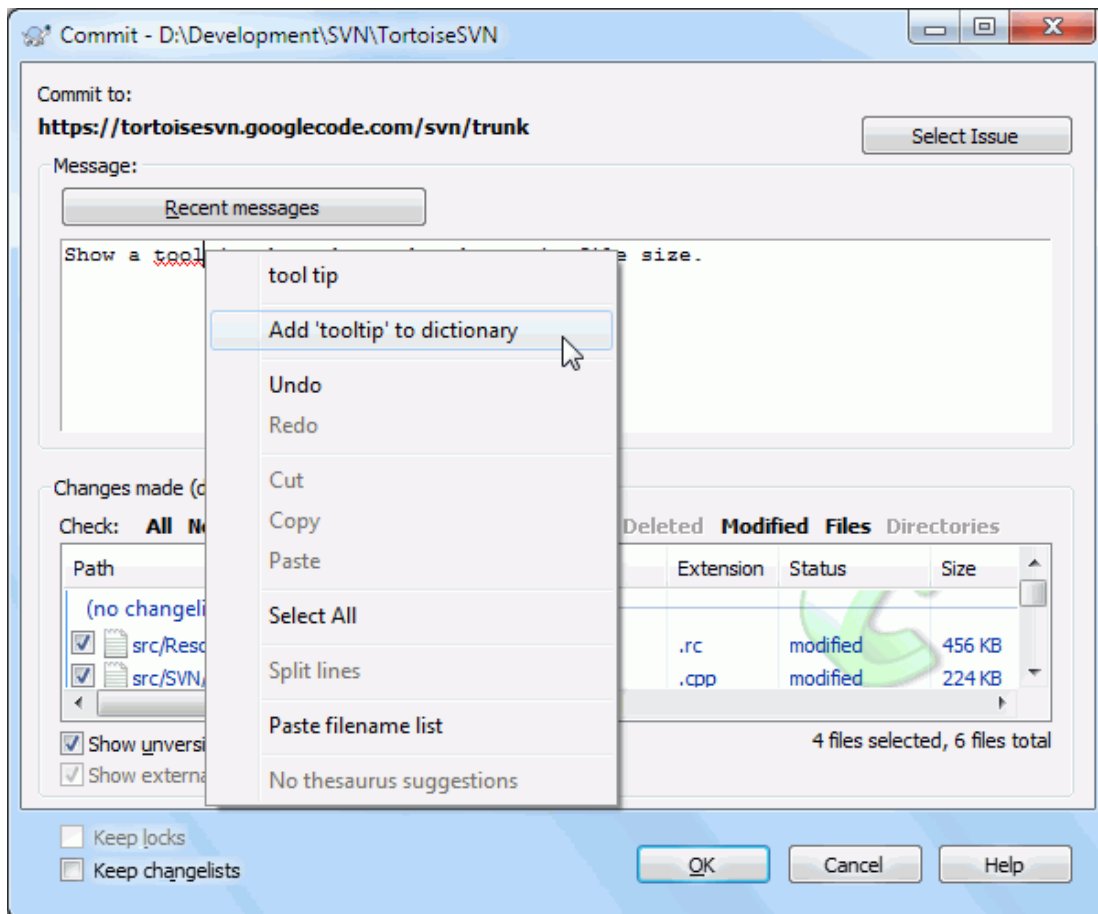 Commit - D:\Development\SVN\TortoiseSVN
Commit to:
https://tortoisesvn.googlecode.com/svn/trunk
Select Issue
Message:
Recent messages
Show a tool size.
tool tip
Add 'tooltip' to dictionary
Undo
Redo
Cut
Copy
Paste
Select All
Split lines
Paste filename list
No thesaurus suggestions
Changes made (d
Check: All Deleted Modified Files Directories
Path Extension Status Size
(no changeli
src/Reso .rc modified 456 KB
src/SVN/ .cpp modified 224 KB
Show unversi 4 files selected, 6 files total
Show externa
Keep locks
Keep changelists
OK Cancel Help